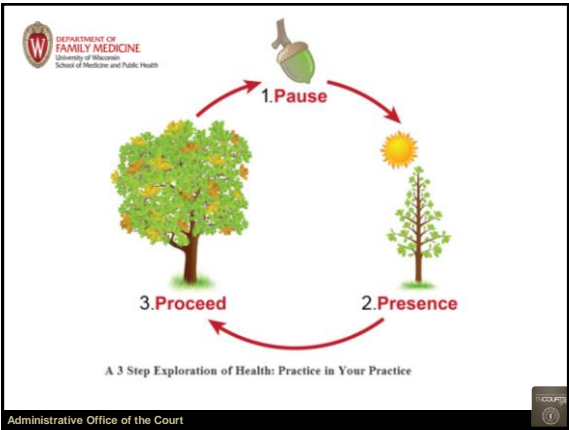 W
DEPARTMENT OF
FAMILY MEDICINE
University of Wisconsin
School of Medicine and Public Health
1.Pause
3.Proceed
2.Presence
A 3 Step Exploration of Health: Practice in Your Practice
TNCOURTS
Administrative Office of the Court